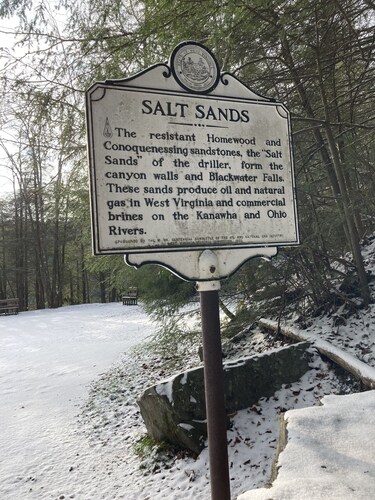 SALT SANDS
The resistant Homewood and
Conoquenessing sandstones, the "Salt
Sands" of the driller, form the
canyon walls and Blackwater Falls.
These sands produce oil and natural
gas in West Virginia and commercial
brines on the Kanawha and Ohio
Rivers.